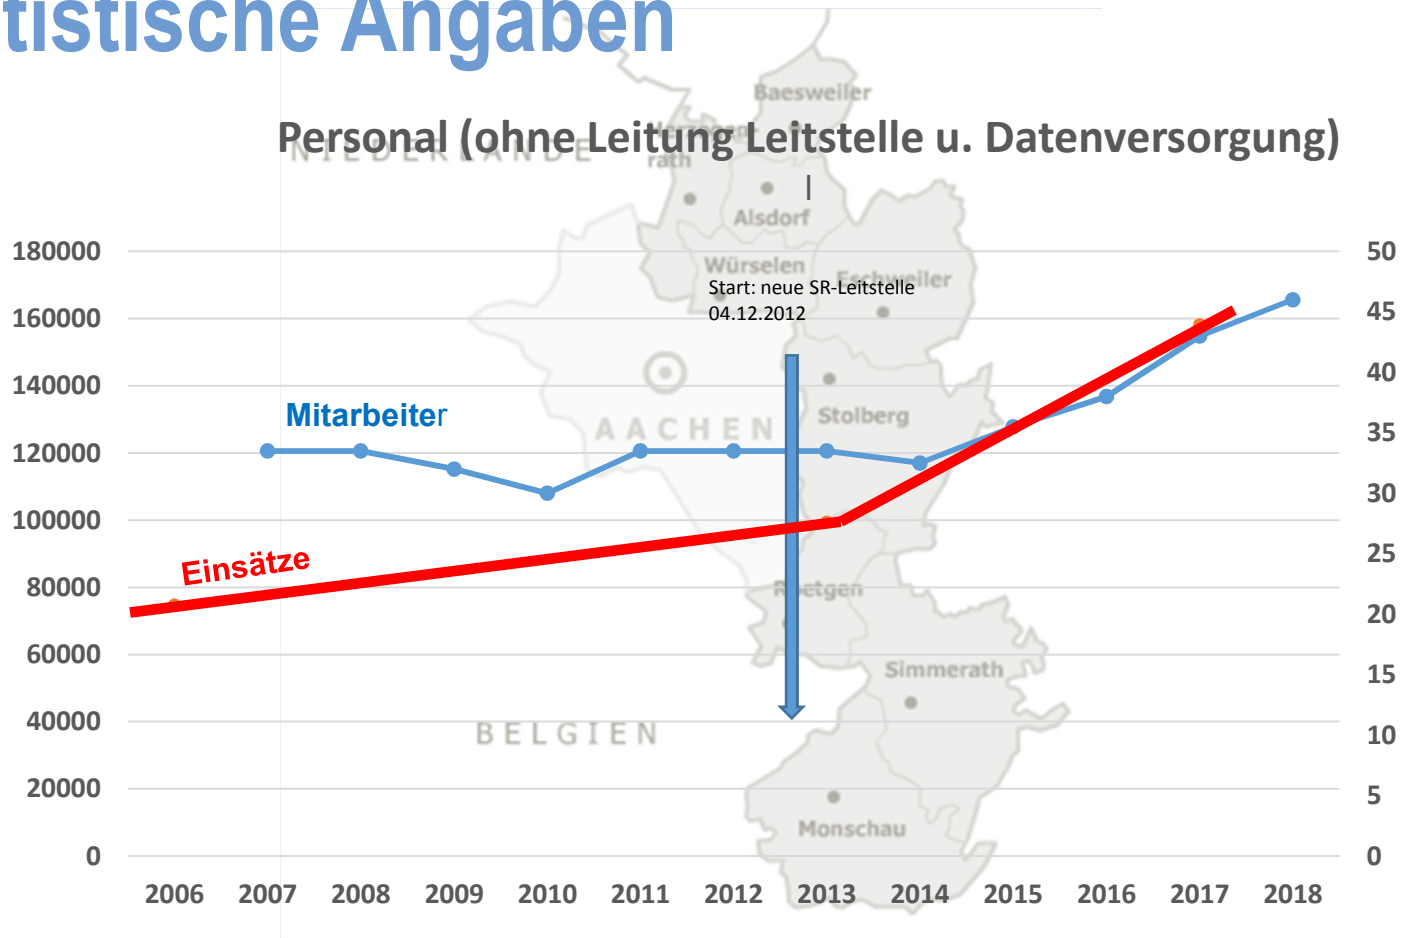 tistische Angaben
Personal (ohne Leitung Leitstelle u. Datenversorgung)
NIEDERLANDE
Baesweiler
Herzogen-
rath
Alsdorf
Würselen
Eschweiler
Start: neue SR-Leitstelle
04.12.2012
AACHEN
Stolberg
Mitarbeiter
Einsätze
Roetgen
Simmerath
BELGIEN
Monschau
180000
160000
140000
120000
100000
80000
60000
40000
20000
0
50
45
40
35
30
25
20
15
10
5
0
2006 2007 2008 2009 2010 2011 2012 2013 2014 2015 2016 2017 2018